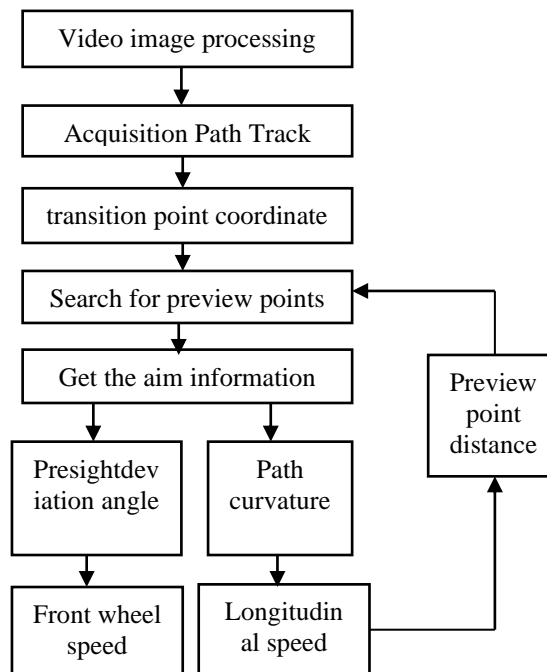 Video image processing
Acquisition Path Track
transition point coordinate
Search for preview points
Get the aim information
Preview
point
distance
Presightdev
iation angle
Path
curvature
Front wheel
speed
Longitudin
al speed